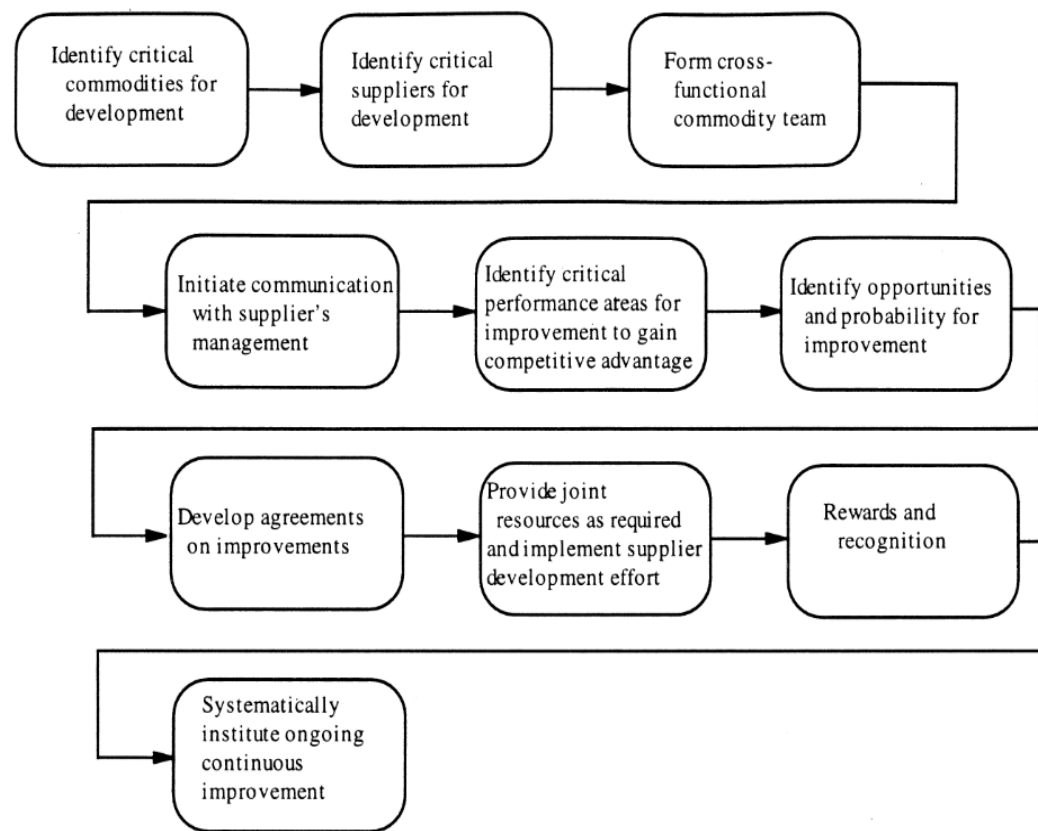 Identify critical
commodities for
development
Identify critical
suppliers for
development
Form cross-
functional
commodity team
Initiate communication
with supplier's
management
Identify critical
performance areas for
improvement to gain
competitive advantage
Identify opportunities
and probability for
improvement
Develop agreements
on improvements
Provide joint
resources as required
and implement supplier
development effort
Rewards and
recognition
Systematically
institute ongoing
continuous
improvement